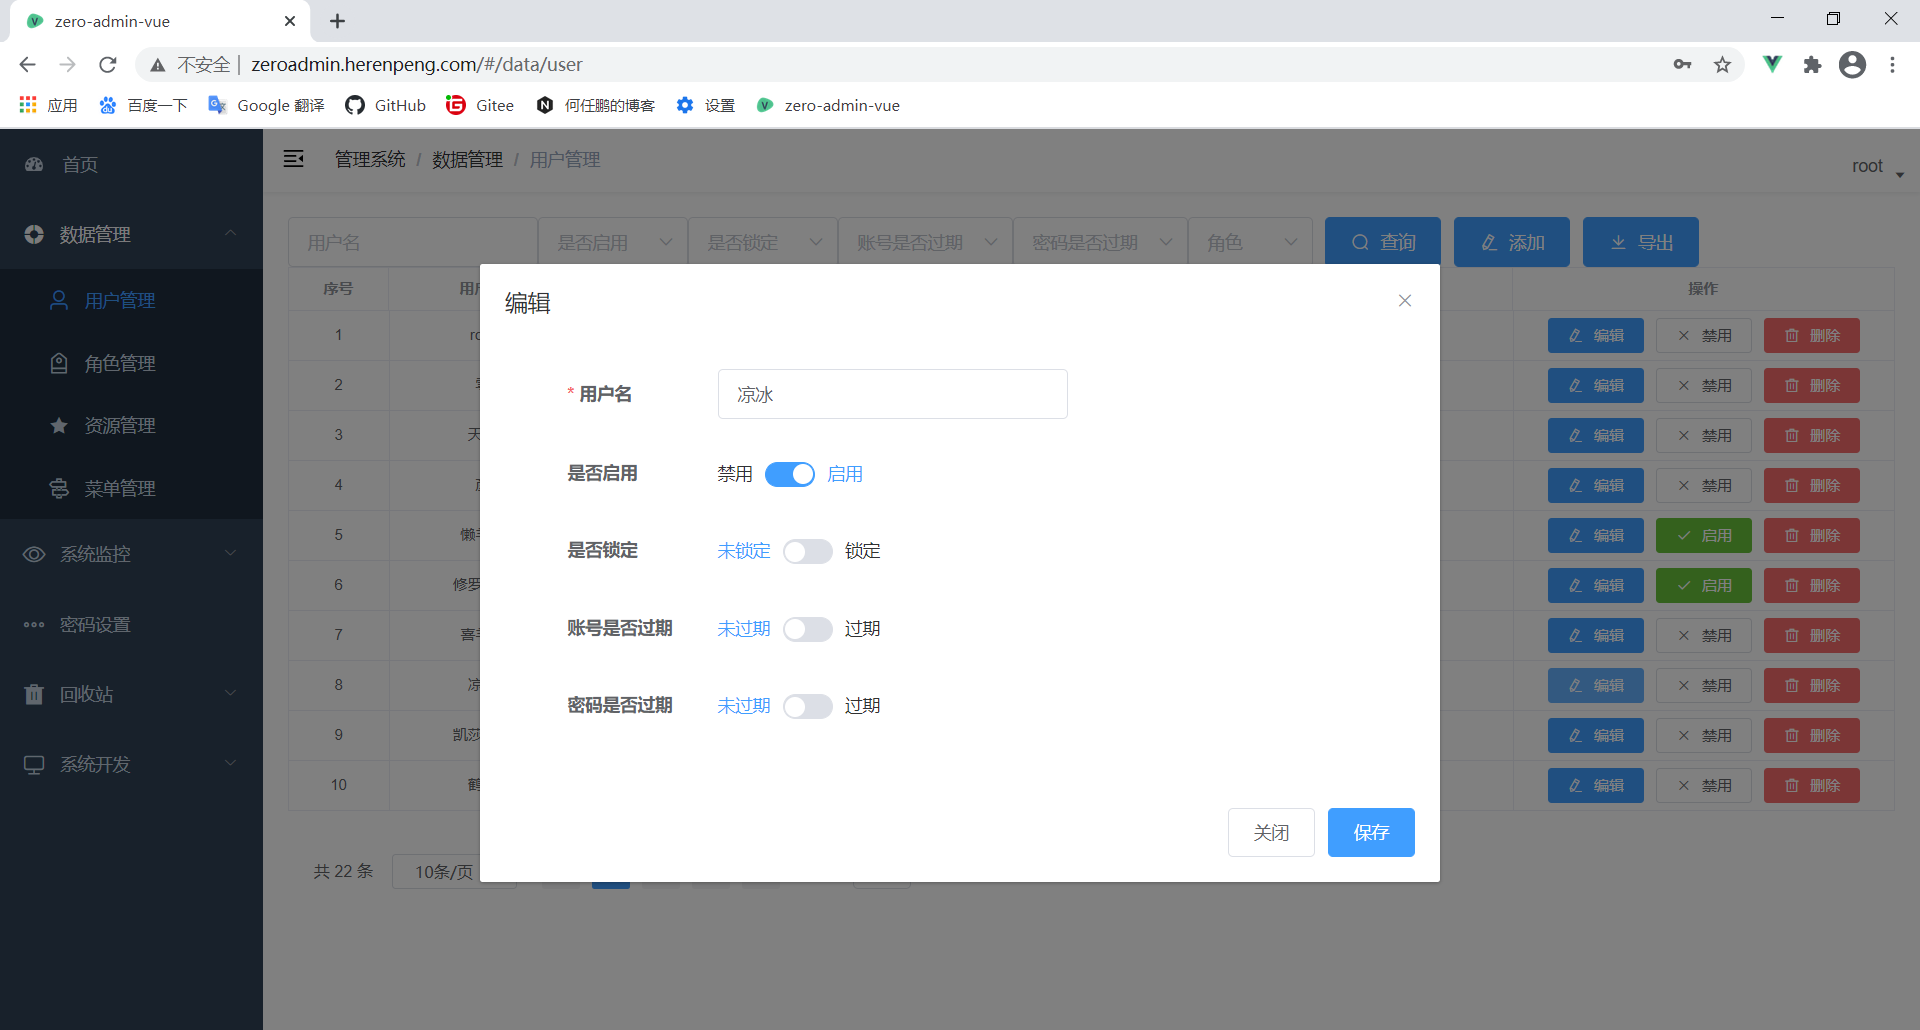 zero-admin-vue
不安全 | zeroadmin.herenpeng.com/#/data/user
应用 百度一下 Google 翻译 GitHub Gitee 何任鹏的博客 设置 zero-admin-vue
首页
数据管理
用户管理
角色管理
资源管理
菜单管理
系统监控
密码设置
回收站
系统开发
管理系统 / 数据管理 / 用户管理
root
用户名 是否启用 是否锁定 账号是否过期 密码是否过期 角色 查询 添加 导出
序号 操作
1 编辑 禁用 删除
2 编辑 禁用 删除
3 天 编辑 禁用 删除
4 编辑 禁用 删除
5 懒 编辑 启用 删除
6 修罗 编辑 启用 删除
7 喜 编辑 禁用 删除
8 编辑 禁用 删除
9 凯莎 编辑 禁用 删除
10 编辑 禁用 删除
共 22 条 10条/页
编辑
* 用户名 凉冰
是否启用 禁用 启用
是否锁定 未锁定 锁定
账号是否过期 未过期 过期
密码是否过期 未过期 过期
关闭 保存